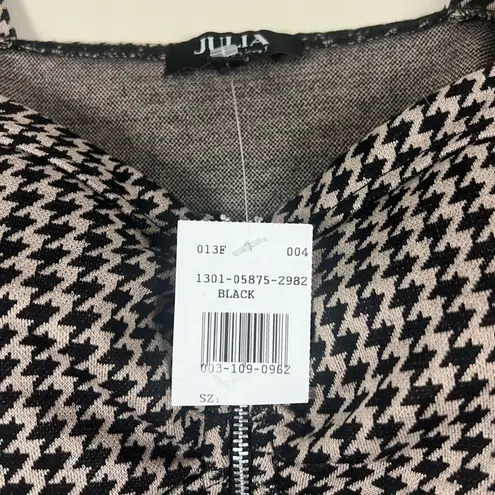 JULIA
013F 004
1301-05875-2982
BLACK
003-109-0962
SZ: